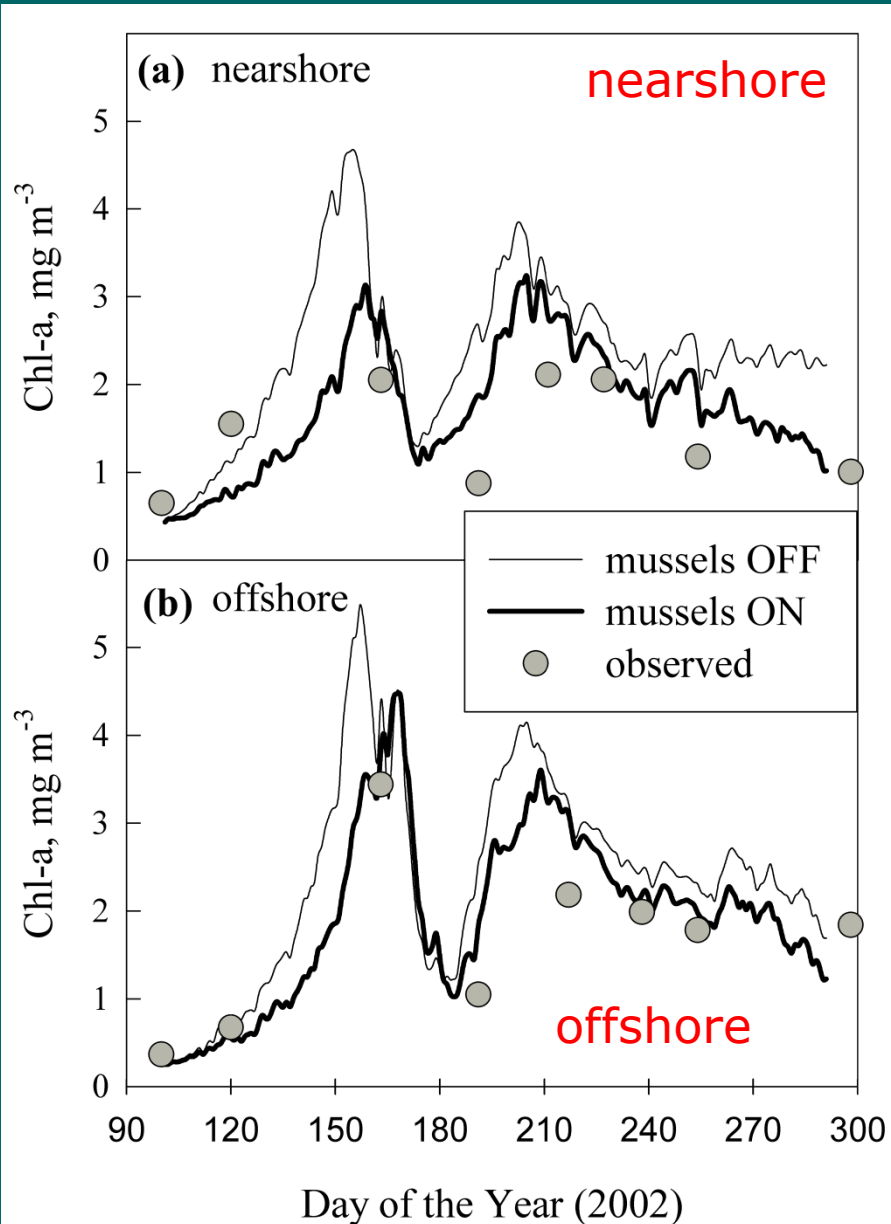 (a) nearshore
nearshore
5
4
3
2
1
0
Chl-a, mg m-3
mussels OFF
mussels ON
observed
(b) offshore
5
4
3
2
1
0
Chl-a, mg m-3
offshore
90 120 150 180 210 240 270 300
Day of the Year (2002)